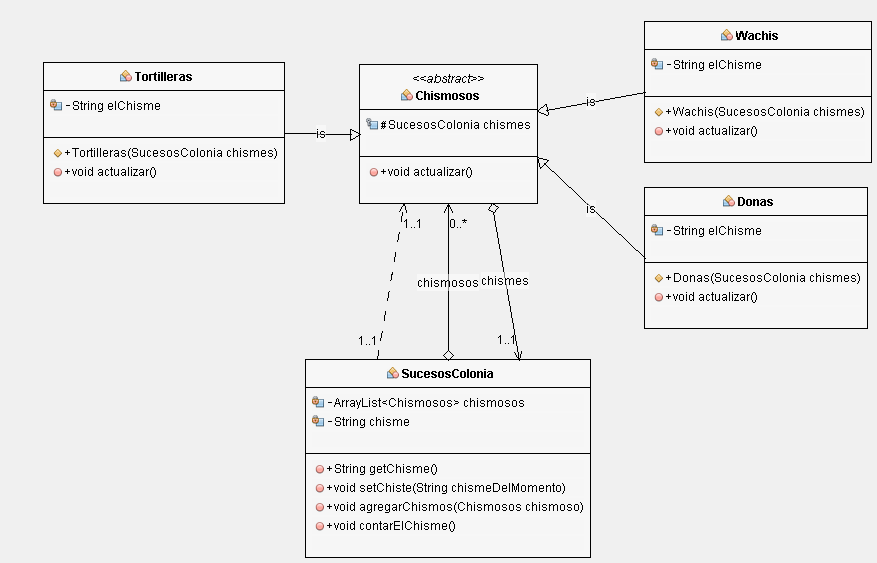 Tortilleras
-String elChisme
+Tortilleras(SucesosColonia chismes)
+void actualizar()
is
<<abstract>>
Chismosos
#SucesosColonia chismes
+void actualizar()
is
Wachis
-String elChisme
+Wachis(SucesosColonia chismes)
+void actualizar()
is
Donas
-String elChisme
+Donas(SucesosColonia chismes)
+void actualizar()
1..1
0..*
chismosos
chismes
1..1
1..1
SucesosColonia
-ArrayList<Chismosos> chismosos
-String chisme
+String getChisme()
+void setChiste(String chismeDelMomento)
+void agregarChismos(Chismosos chismoso)
+void contarElChisme()